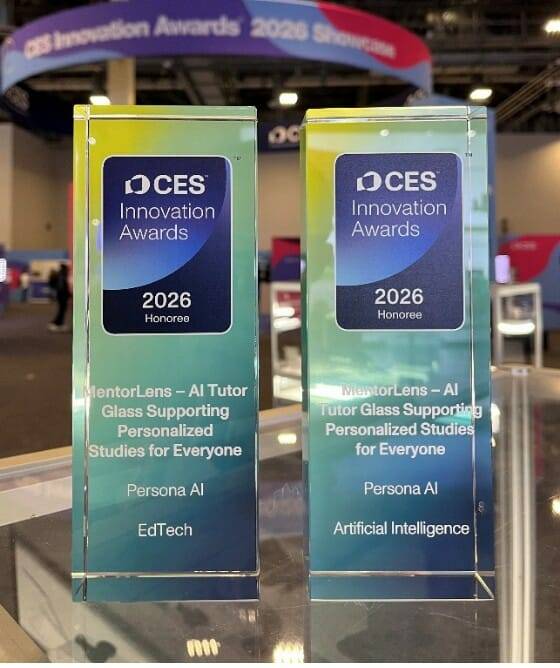 CES Innovation Awards® 2026 Showcase
CES™
Innovation
Awards
2026
Honoree
MentorLens – AI Tutor
Glass Supporting
Personalized
Studies for Everyone
Persona AI
EdTech
CES™
Innovation
Awards
2026
Honoree
MentorLens – AI
Tutor Glass Supporting
Personalized Studies
for Everyone
Persona AI
Artificial Intelligence
CES